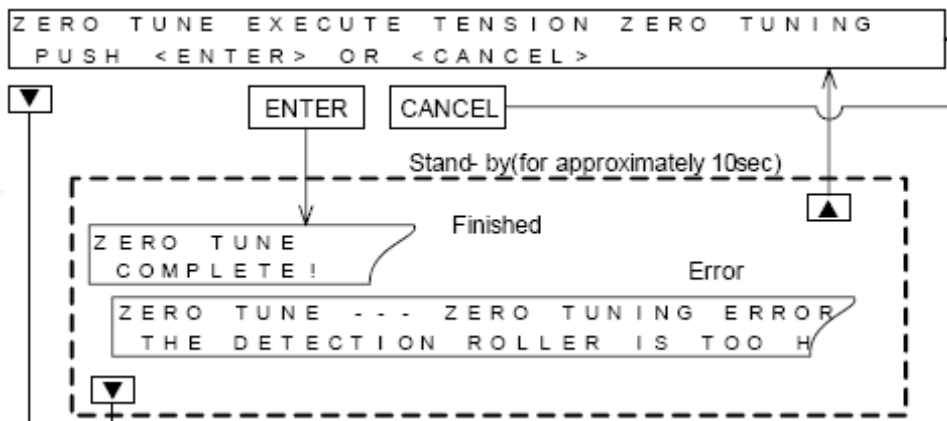 ZERO TUNE EXECUTE TENSION ZERO TUNING
PUSH <ENTER> OR <CANCEL>
▼
ENTER
CANCEL
Stand- by(for approximately 10sec)
▲
Finished
ZERO TUNE
COMPLETE!
Error
ZERO TUNE --- ZERO TUNING ERROR
THE DETECTION ROLLER IS TOO H
▼